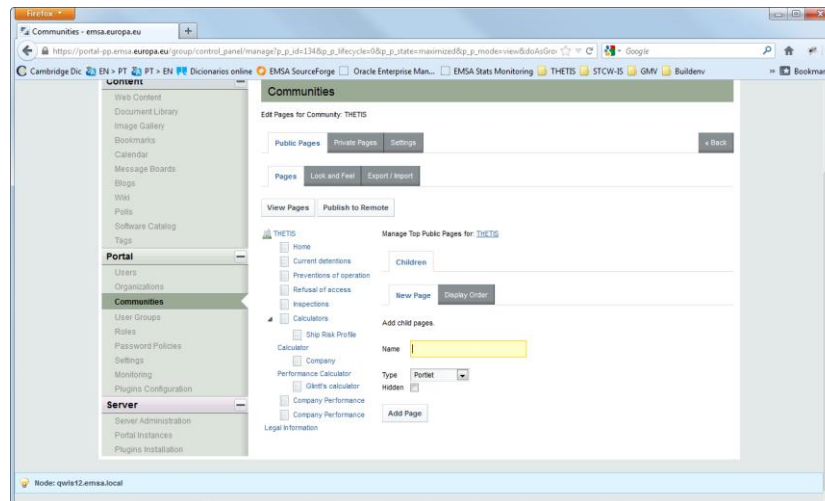 Firefox
Communities - emsa.europa.eu
https://portal-pp.emsa.europa.eu/group/control_panel/manage?p_p_id=134&p_p_lifecycle=0&p_p_state=maximized&p_p_mode=view&doAsGro
Google
Cambridge Dic EN > PT PT > EN Dicionarios online EMSA SourceForge Oracle Enterprise Man... EMSA Stats Monitoring THETIS STCW-IS GMV Buildenv » Bookmar
Content
Web Content
Document Library
Image Gallery
Bookmarks
Calendar
Message Boards
Blogs
Wiki
Polls
Software Catalog
Tags
Portal
Users
Organizations
Communities
User Groups
Roles
Password Policies
Settings
Monitoring
Plugins Configuration
Server
Server Administration
Portal Instances
Plugins Installation
Communities
Edit Pages for Community: THETIS
Public Pages Private Pages Settings « Back
Pages Look and Feel Export / Import
View Pages Publish to Remote
THETIS
Home
Current detentions
Preventions of operation
Refusal of access
Inspections
Calculators
Ship Risk Profile
Calculator
Company
Performance Calculator
Glintt's calculator
Company Performance
Company Performance
Legal Information
Manage Top Public Pages for: THETIS
Children
New Page Display Order
Add child pages.
Name
Type Portlet
Hidden
Add Page
Node: qwis12.emsa.local